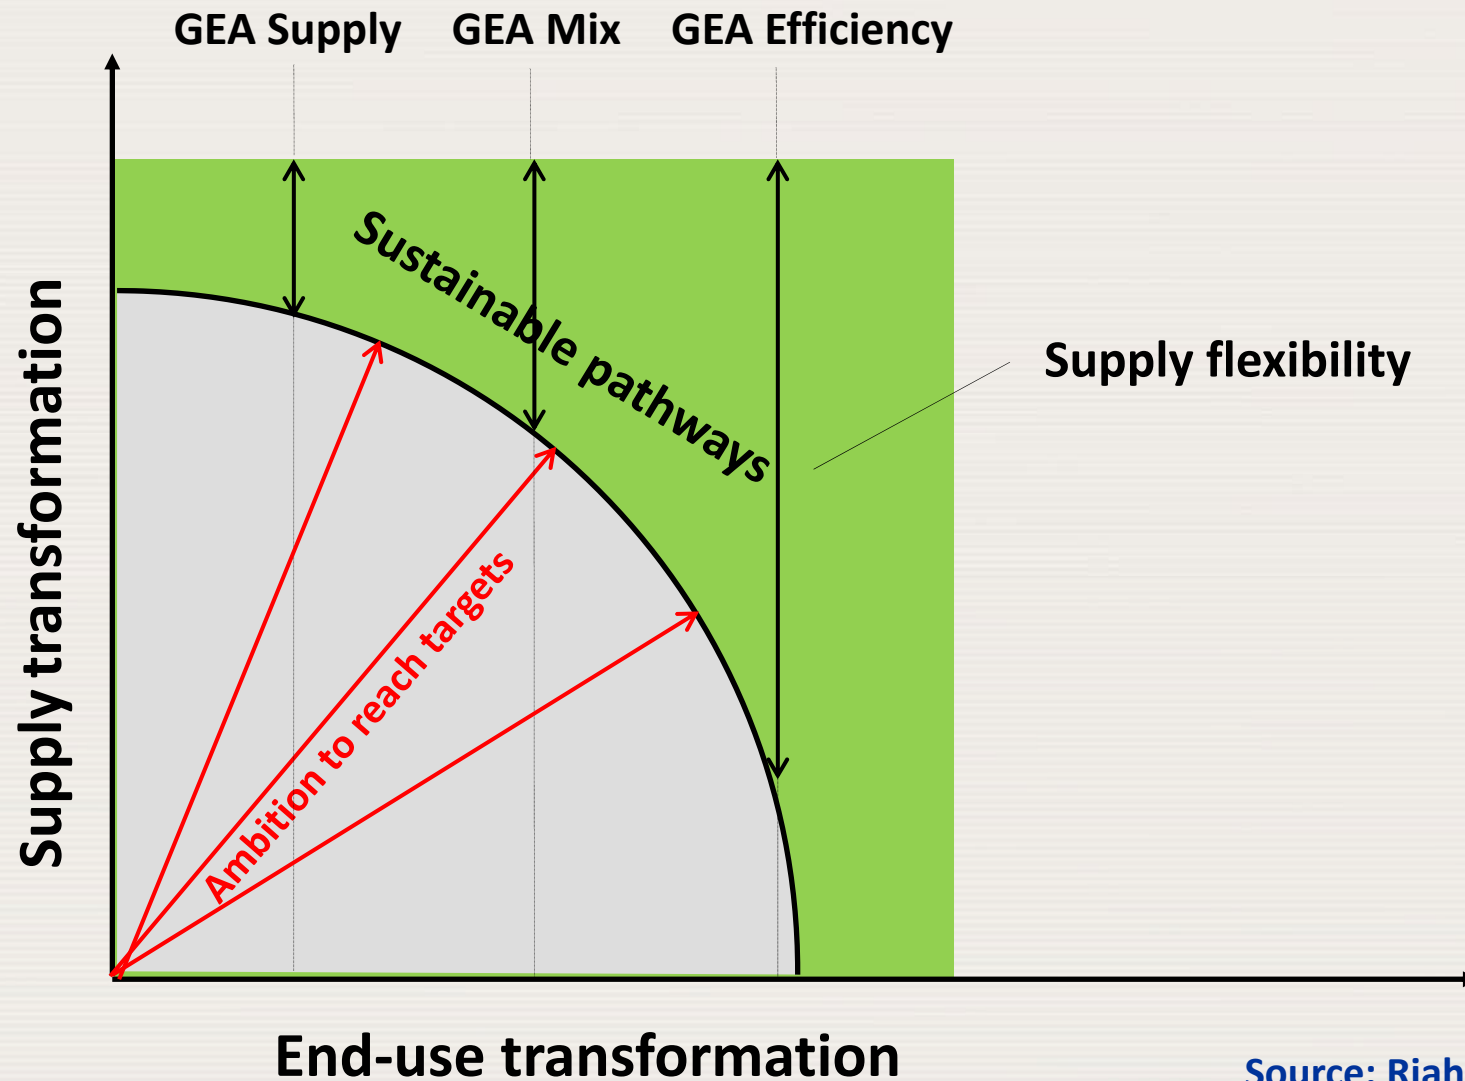 GEA Supply GEA Mix GEA Efficiency
Sustainable pathways
Supply flexibility
Supply transformation
Ambition to reach targets
End-use transformation
Source: Riah